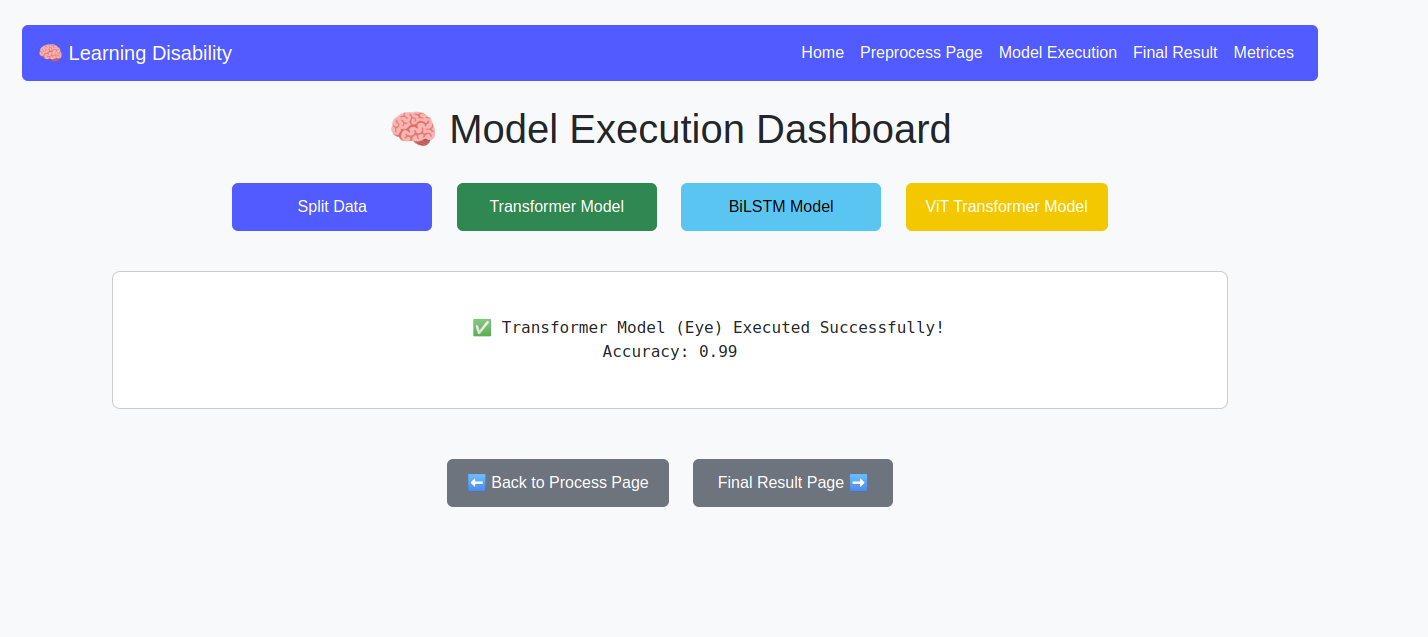 🧠 Learning Disability
Home Preprocess Page Model Execution Final Result Metrices
🧠 Model Execution Dashboard
Split Data Transformer Model BiLSTM Model ViT Transformer Model
✅ Transformer Model (Eye) Executed Successfully!
Accuracy: 0.99
⬅️ Back to Process Page Final Result Page ➡️